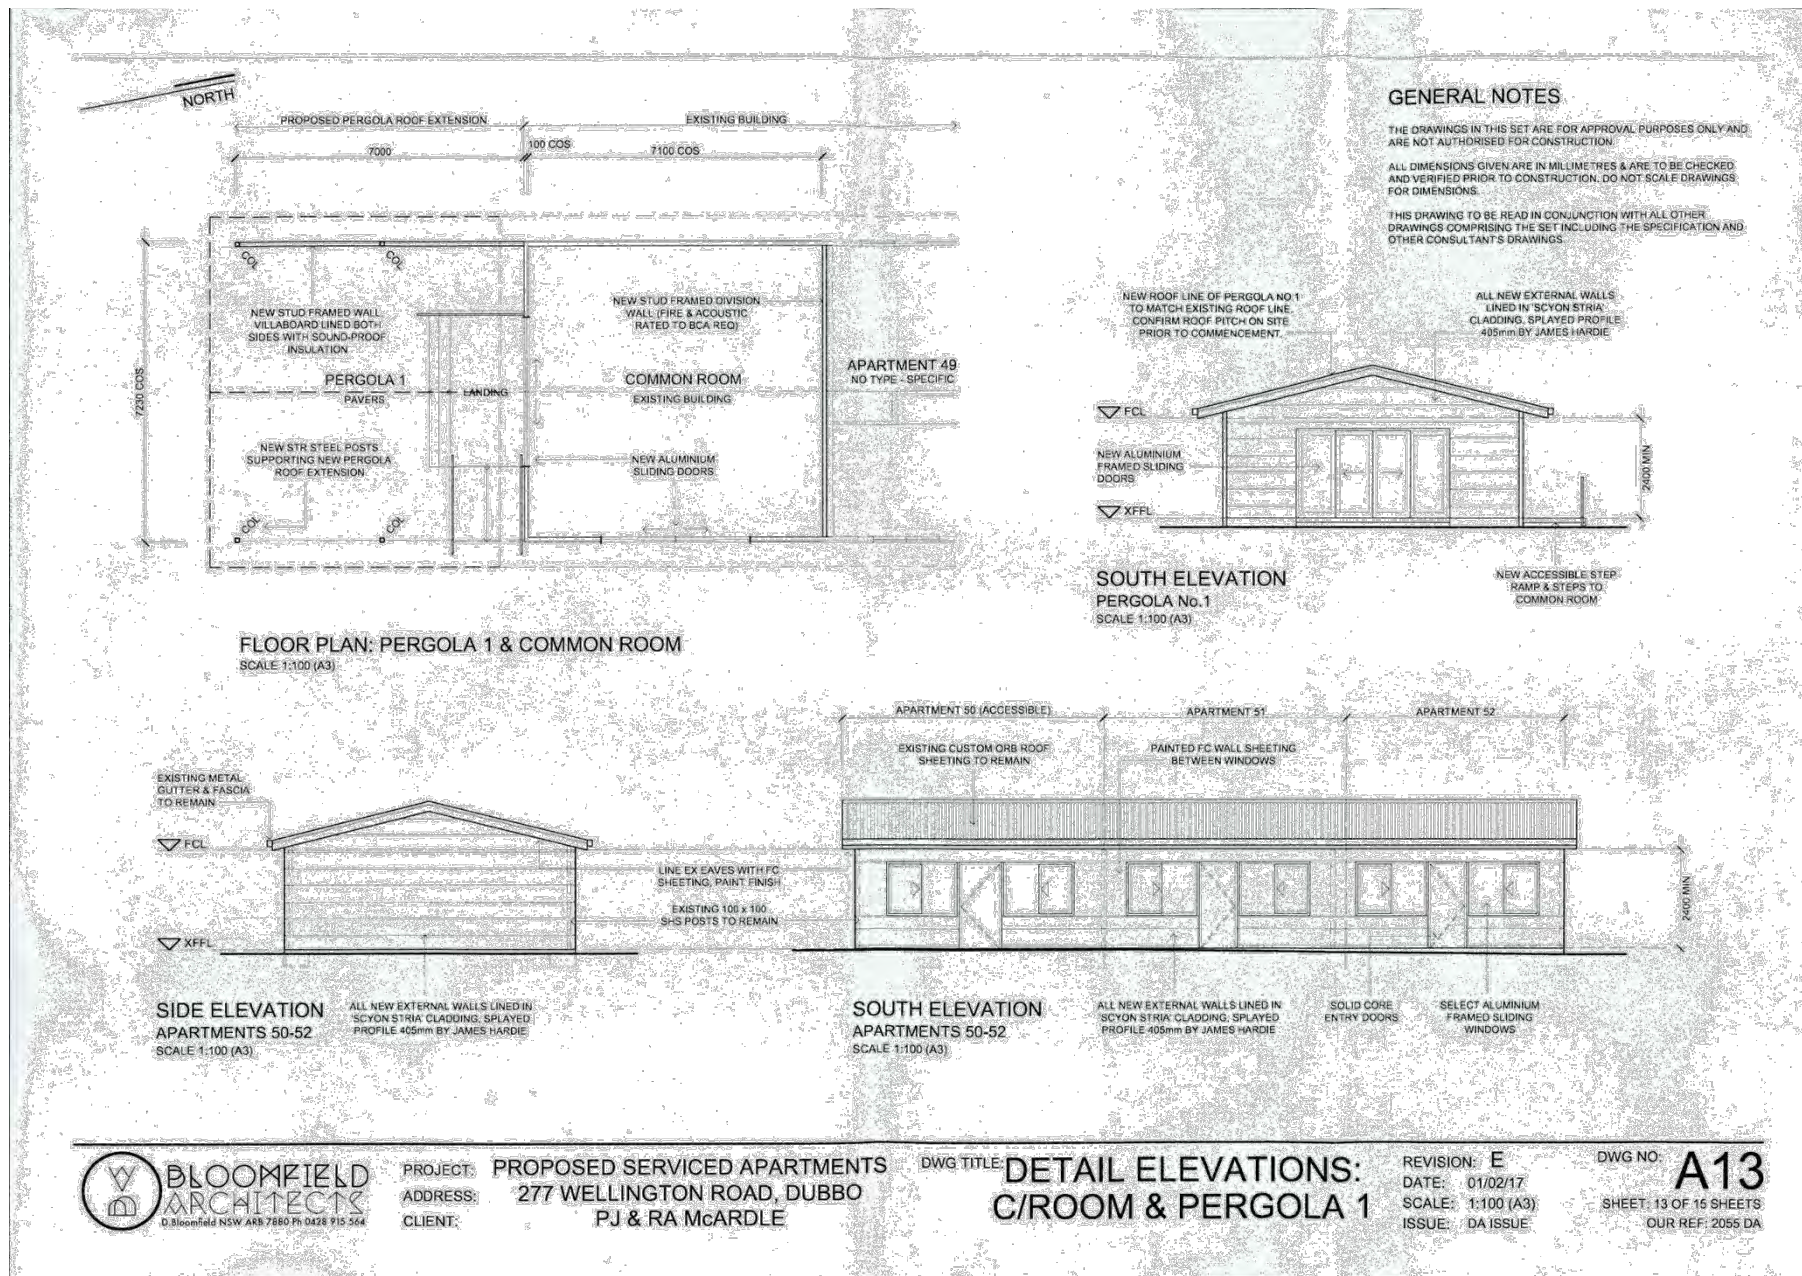 NORTH
PROPOSED PERGOLA ROOF EXTENSION
EXISTING BUILDING
7000
100 COS
7100 COS
7230 COS
COL
COL
NEW STUD FRAMED WALL
VILLABOARD LINED BOTH
SIDES WITH SOUND-PROOF
INSULATION
NEW STUD FRAMED DIVISION
WALL (FIRE & ACOUSTIC
RATED TO BCA REQ)
PERGOLA 1
PAVERS
LANDING
COMMON ROOM
EXISTING BUILDING
APARTMENT 49
NO TYPE - SPECIFIC
NEW STR STEEL POSTS
SUPPORTING NEW PERGOLA
ROOF EXTENSION
NEW ALUMINIUM
SLIDING DOORS
COL
COL
FLOOR PLAN: PERGOLA 1 & COMMON ROOM
SCALE 1:100 (A3)
GENERAL NOTES
THE DRAWINGS IN THIS SET ARE FOR APPROVAL PURPOSES ONLY AND
ARE NOT AUTHORISED FOR CONSTRUCTION.
ALL DIMENSIONS GIVEN ARE IN MILLIMETRES & ARE TO BE CHECKED
AND VERIFIED PRIOR TO CONSTRUCTION. DO NOT SCALE DRAWINGS
FOR DIMENSIONS.
THIS DRAWING TO BE READ IN CONJUNCTION WITH ALL OTHER
DRAWINGS COMPRISING THE SET INCLUDING THE SPECIFICATION AND
OTHER CONSULTANT'S DRAWINGS.
NEW ROOF LINE OF PERGOLA NO.1
TO MATCH EXISTING ROOF LINE.
CONFIRM ROOF PITCH ON SITE
PRIOR TO COMMENCEMENT.
ALL NEW EXTERNAL WALLS
LINED IN 'SCYON STRIA'
CLADDING, SPLAYED PROFILE
405mm BY JAMES HARDIE
FCL
NEW ALUMINIUM
FRAMED SLIDING
DOORS
XFFL
2400 MIN
SOUTH ELEVATION
PERGOLA No.1
SCALE 1:100 (A3)
NEW ACCESSIBLE STEP
RAMP & STEPS TO
COMMON ROOM
EXISTING METAL
GUTTER & FASCIA
TO REMAIN
FCL
XFFL
SIDE ELEVATION
APARTMENTS 50-52
SCALE 1:100 (A3)
ALL NEW EXTERNAL WALLS LINED IN
'SCYON STRIA' CLADDING, SPLAYED
PROFILE 405mm BY JAMES HARDIE
LINE EX EAVES WITH FC
SHEETING, PAINT FINISH
EXISTING 100 x 100
SHS POSTS TO REMAIN
APARTMENT 50 (ACCESSIBLE)
APARTMENT 51
APARTMENT 52
EXISTING CUSTOM ORB ROOF
SHEETING TO REMAIN
PAINTED FC WALL SHEETING
BETWEEN WINDOWS
2400 MIN
SOUTH ELEVATION
APARTMENTS 50-52
SCALE 1:100 (A3)
ALL NEW EXTERNAL WALLS LINED IN
'SCYON STRIA' CLADDING, SPLAYED
PROFILE 405mm BY JAMES HARDIE
SOLID CORE
ENTRY DOORS
SELECT ALUMINIUM
FRAMED SLIDING
WINDOWS
BLOOMFIELD
ARCHITECTS
D.Bloomfield NSW ARB 7880 Ph 0428 915 564
PROJECT: PROPOSED SERVICED APARTMENTS
ADDRESS: 277 WELLINGTON ROAD, DUBBO
CLIENT: PJ & RA McARDLE
DWG TITLE: DETAIL ELEVATIONS:
C/ROOM & PERGOLA 1
REVISION: E
DATE: 01/02/17
SCALE: 1:100 (A3)
ISSUE: DA ISSUE
DWG NO: A13
SHEET: 13 OF 15 SHEETS
OUR REF: 2055 DA